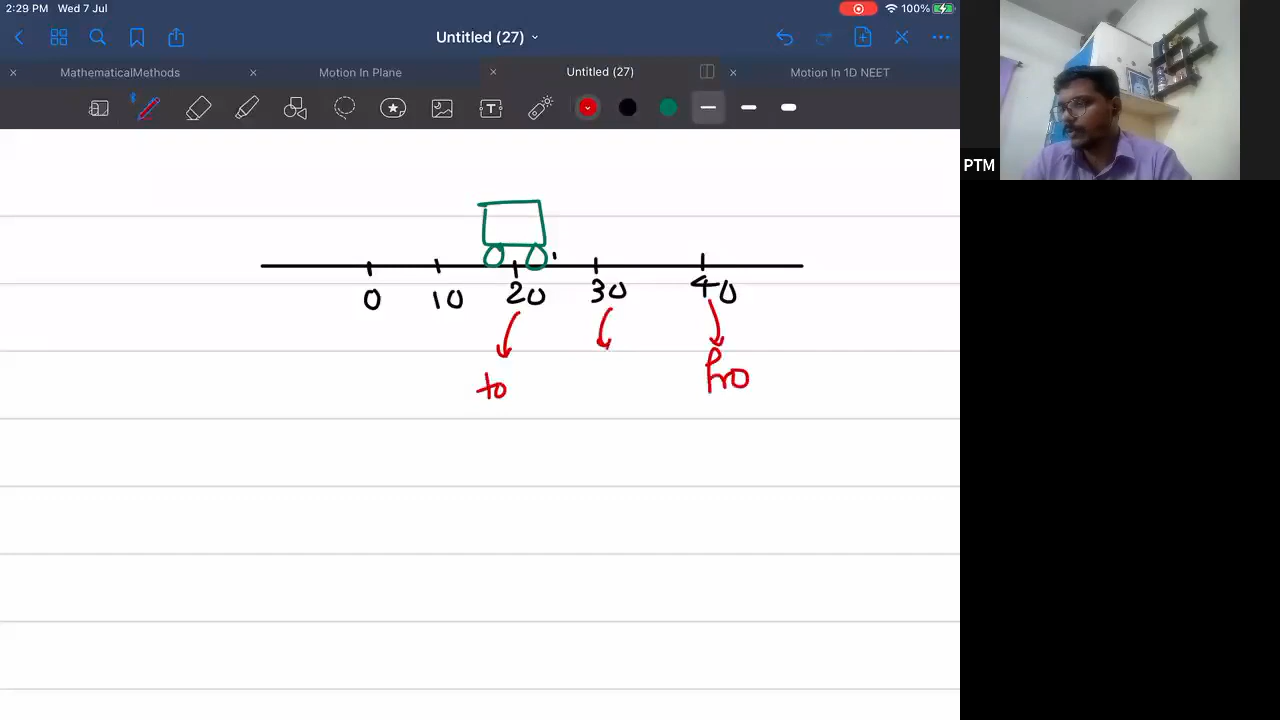 2:29 PM Wed 7 Jul
100%
Untitled (27)
MathematicalMethods
Motion In Plane
Untitled (27)
Motion In 1D NEET
T
PTM
0 10 20 30 40
to